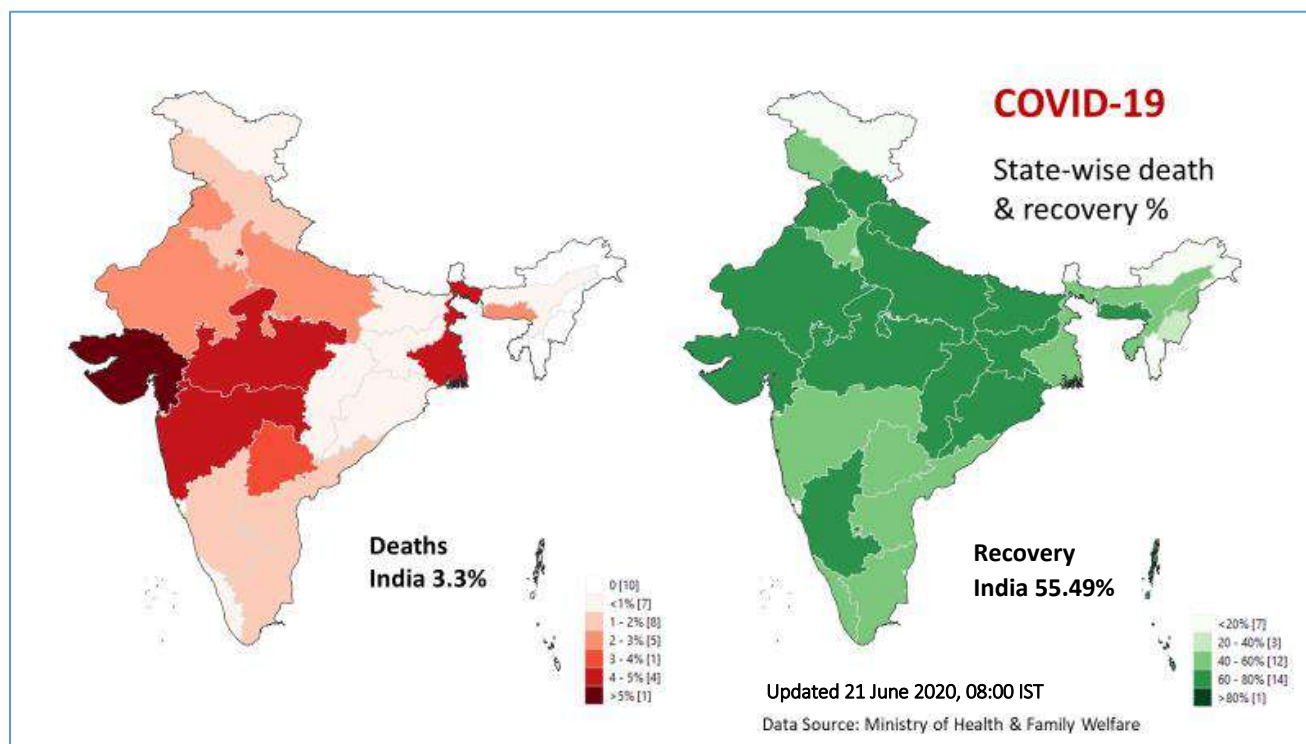 COVID-19
State-wise death
& recovery %
Deaths
India 3.3%
0 [10]
<1% [7]
1 - 2% [8]
2 - 3% [5]
3 - 4% [1]
4 - 5% [4]
>5% [1]
Recovery
India 55.49%
<20% [7]
20 - 40% [3]
40 - 60% [12]
60 - 80% [14]
>80% [1]
Updated 21 June 2020, 08:00 IST
Data Source: Ministry of Health & Family Welfare